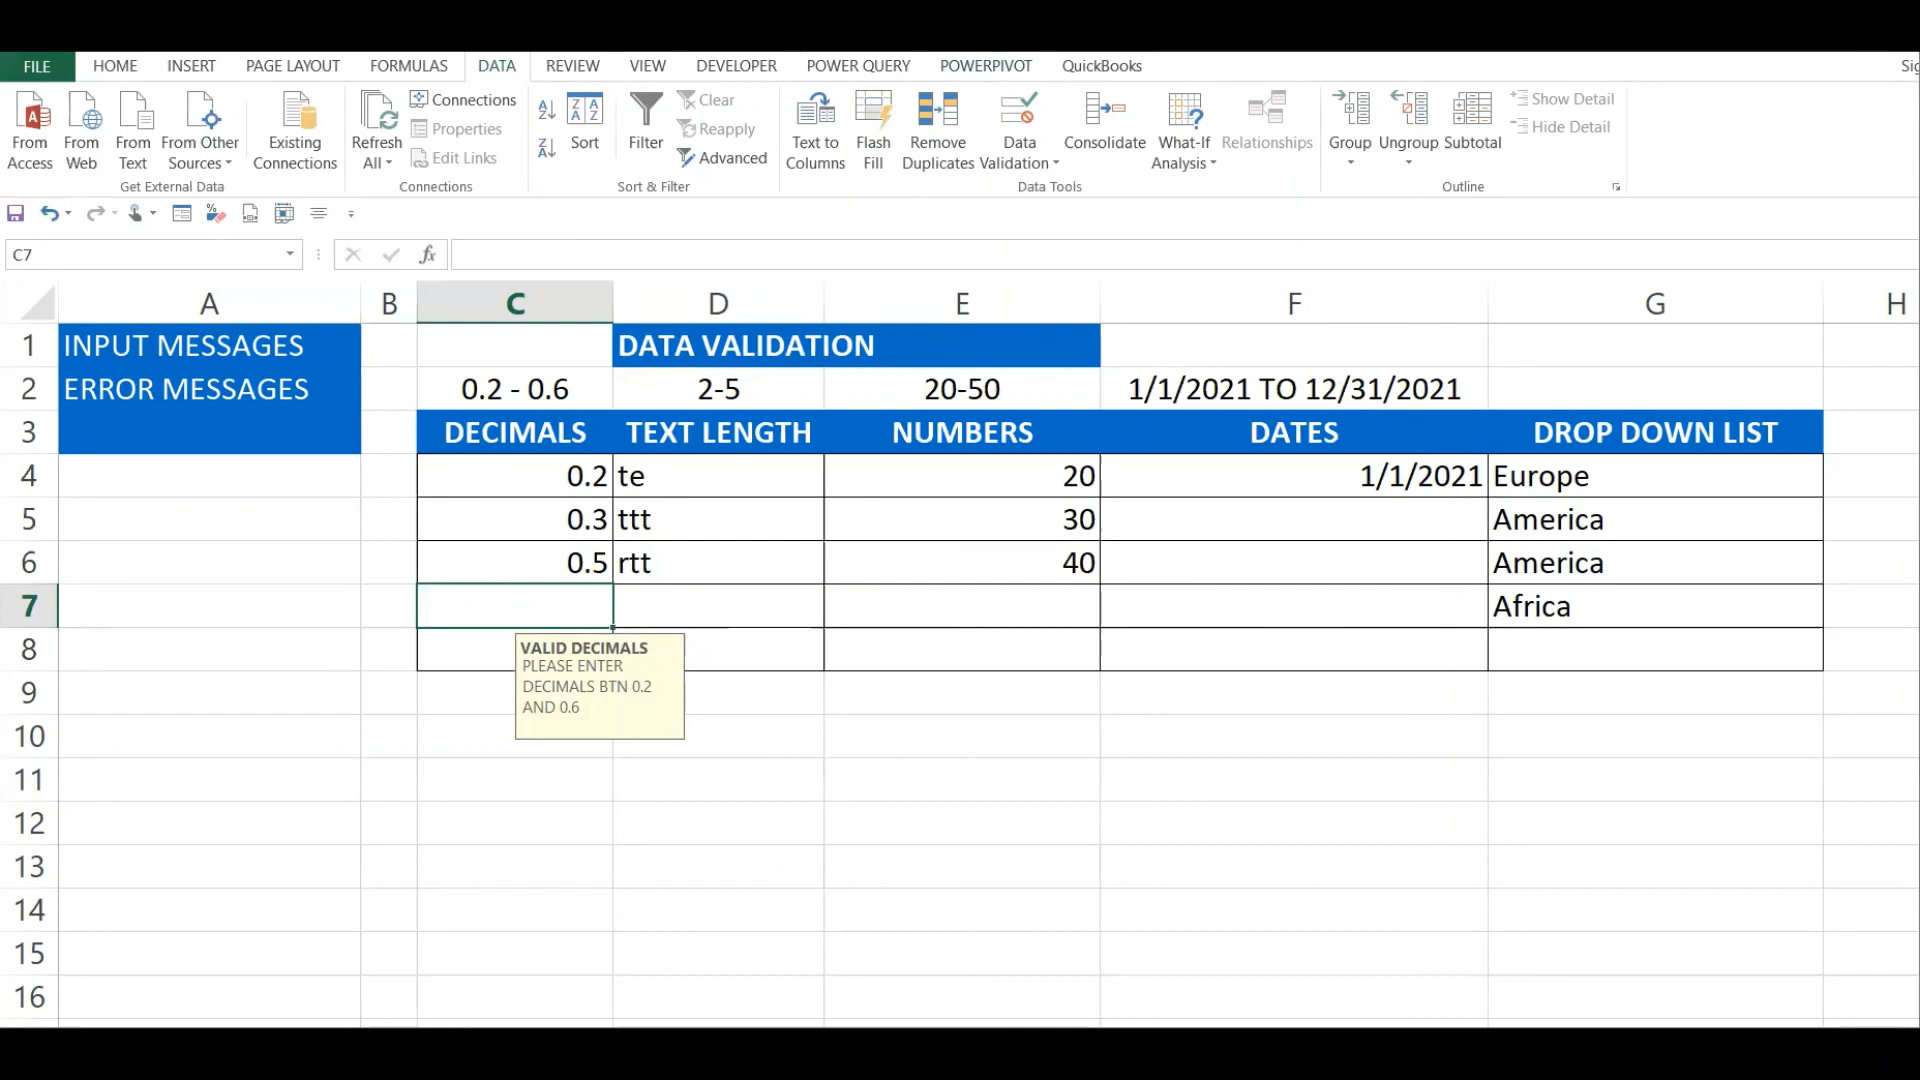 FILE HOME INSERT PAGE LAYOUT FORMULAS DATA REVIEW VIEW DEVELOPER POWER QUERY POWERPIVOT QuickBooks
From Access
From Web
From Text
From Other Sources
Existing Connections
Get External Data
Refresh All
Connections
Properties
Edit Links
Connections
Sort
Filter
Clear
Reapply
Advanced
Sort & Filter
Text to Columns
Flash Fill
Remove Duplicates
Data Validation
Consolidate
What-If Analysis
Relationships
Data Tools
Group
Ungroup
Subtotal
Show Detail
Hide Detail
Outline
C7
A B C D E F G H
1 INPUT MESSAGES DATA VALIDATION
2 ERROR MESSAGES 0.2 - 0.6 2-5 20-50 1/1/2021 TO 12/31/2021
3 DECIMALS TEXT LENGTH NUMBERS DATES DROP DOWN LIST
4 0.2 te 20 1/1/2021 Europe
5 0.3 ttt 30 America
6 0.5 rtt 40 America
7 Africa
8
VALID DECIMALS
PLEASE ENTER
DECIMALS BTN 0.2
AND 0.6
9
10
11
12
13
14
15
16